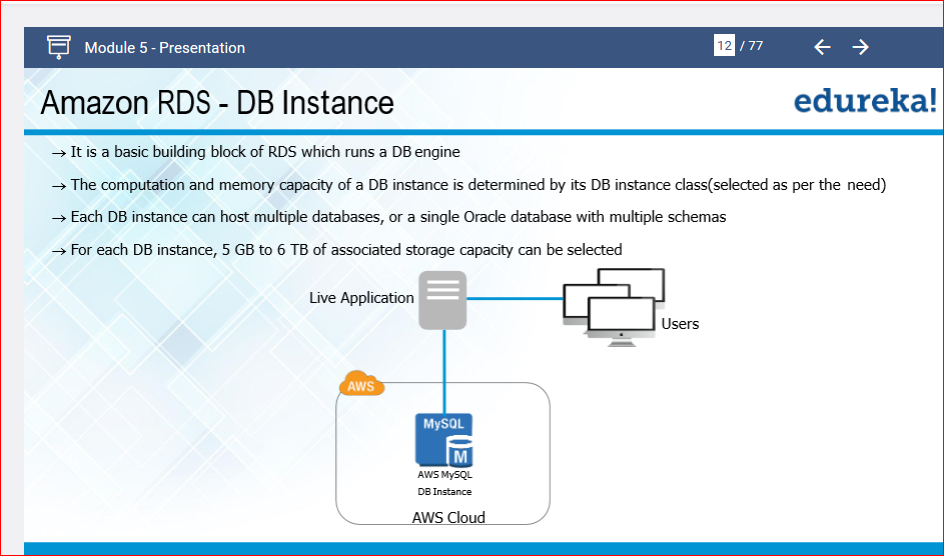 Module 5 - Presentation
12 / 77
Amazon RDS - DB Instance
edureka!
→ It is a basic building block of RDS which runs a DB engine
→ The computation and memory capacity of a DB instance is determined by its DB instance class(selected as per the need)
→ Each DB instance can host multiple databases, or a single Oracle database with multiple schemas
→ For each DB instance, 5 GB to 6 TB of associated storage capacity can be selected
Live Application
Users
AWS
MySQL
M
AWS MySQL
DB Instance
AWS Cloud